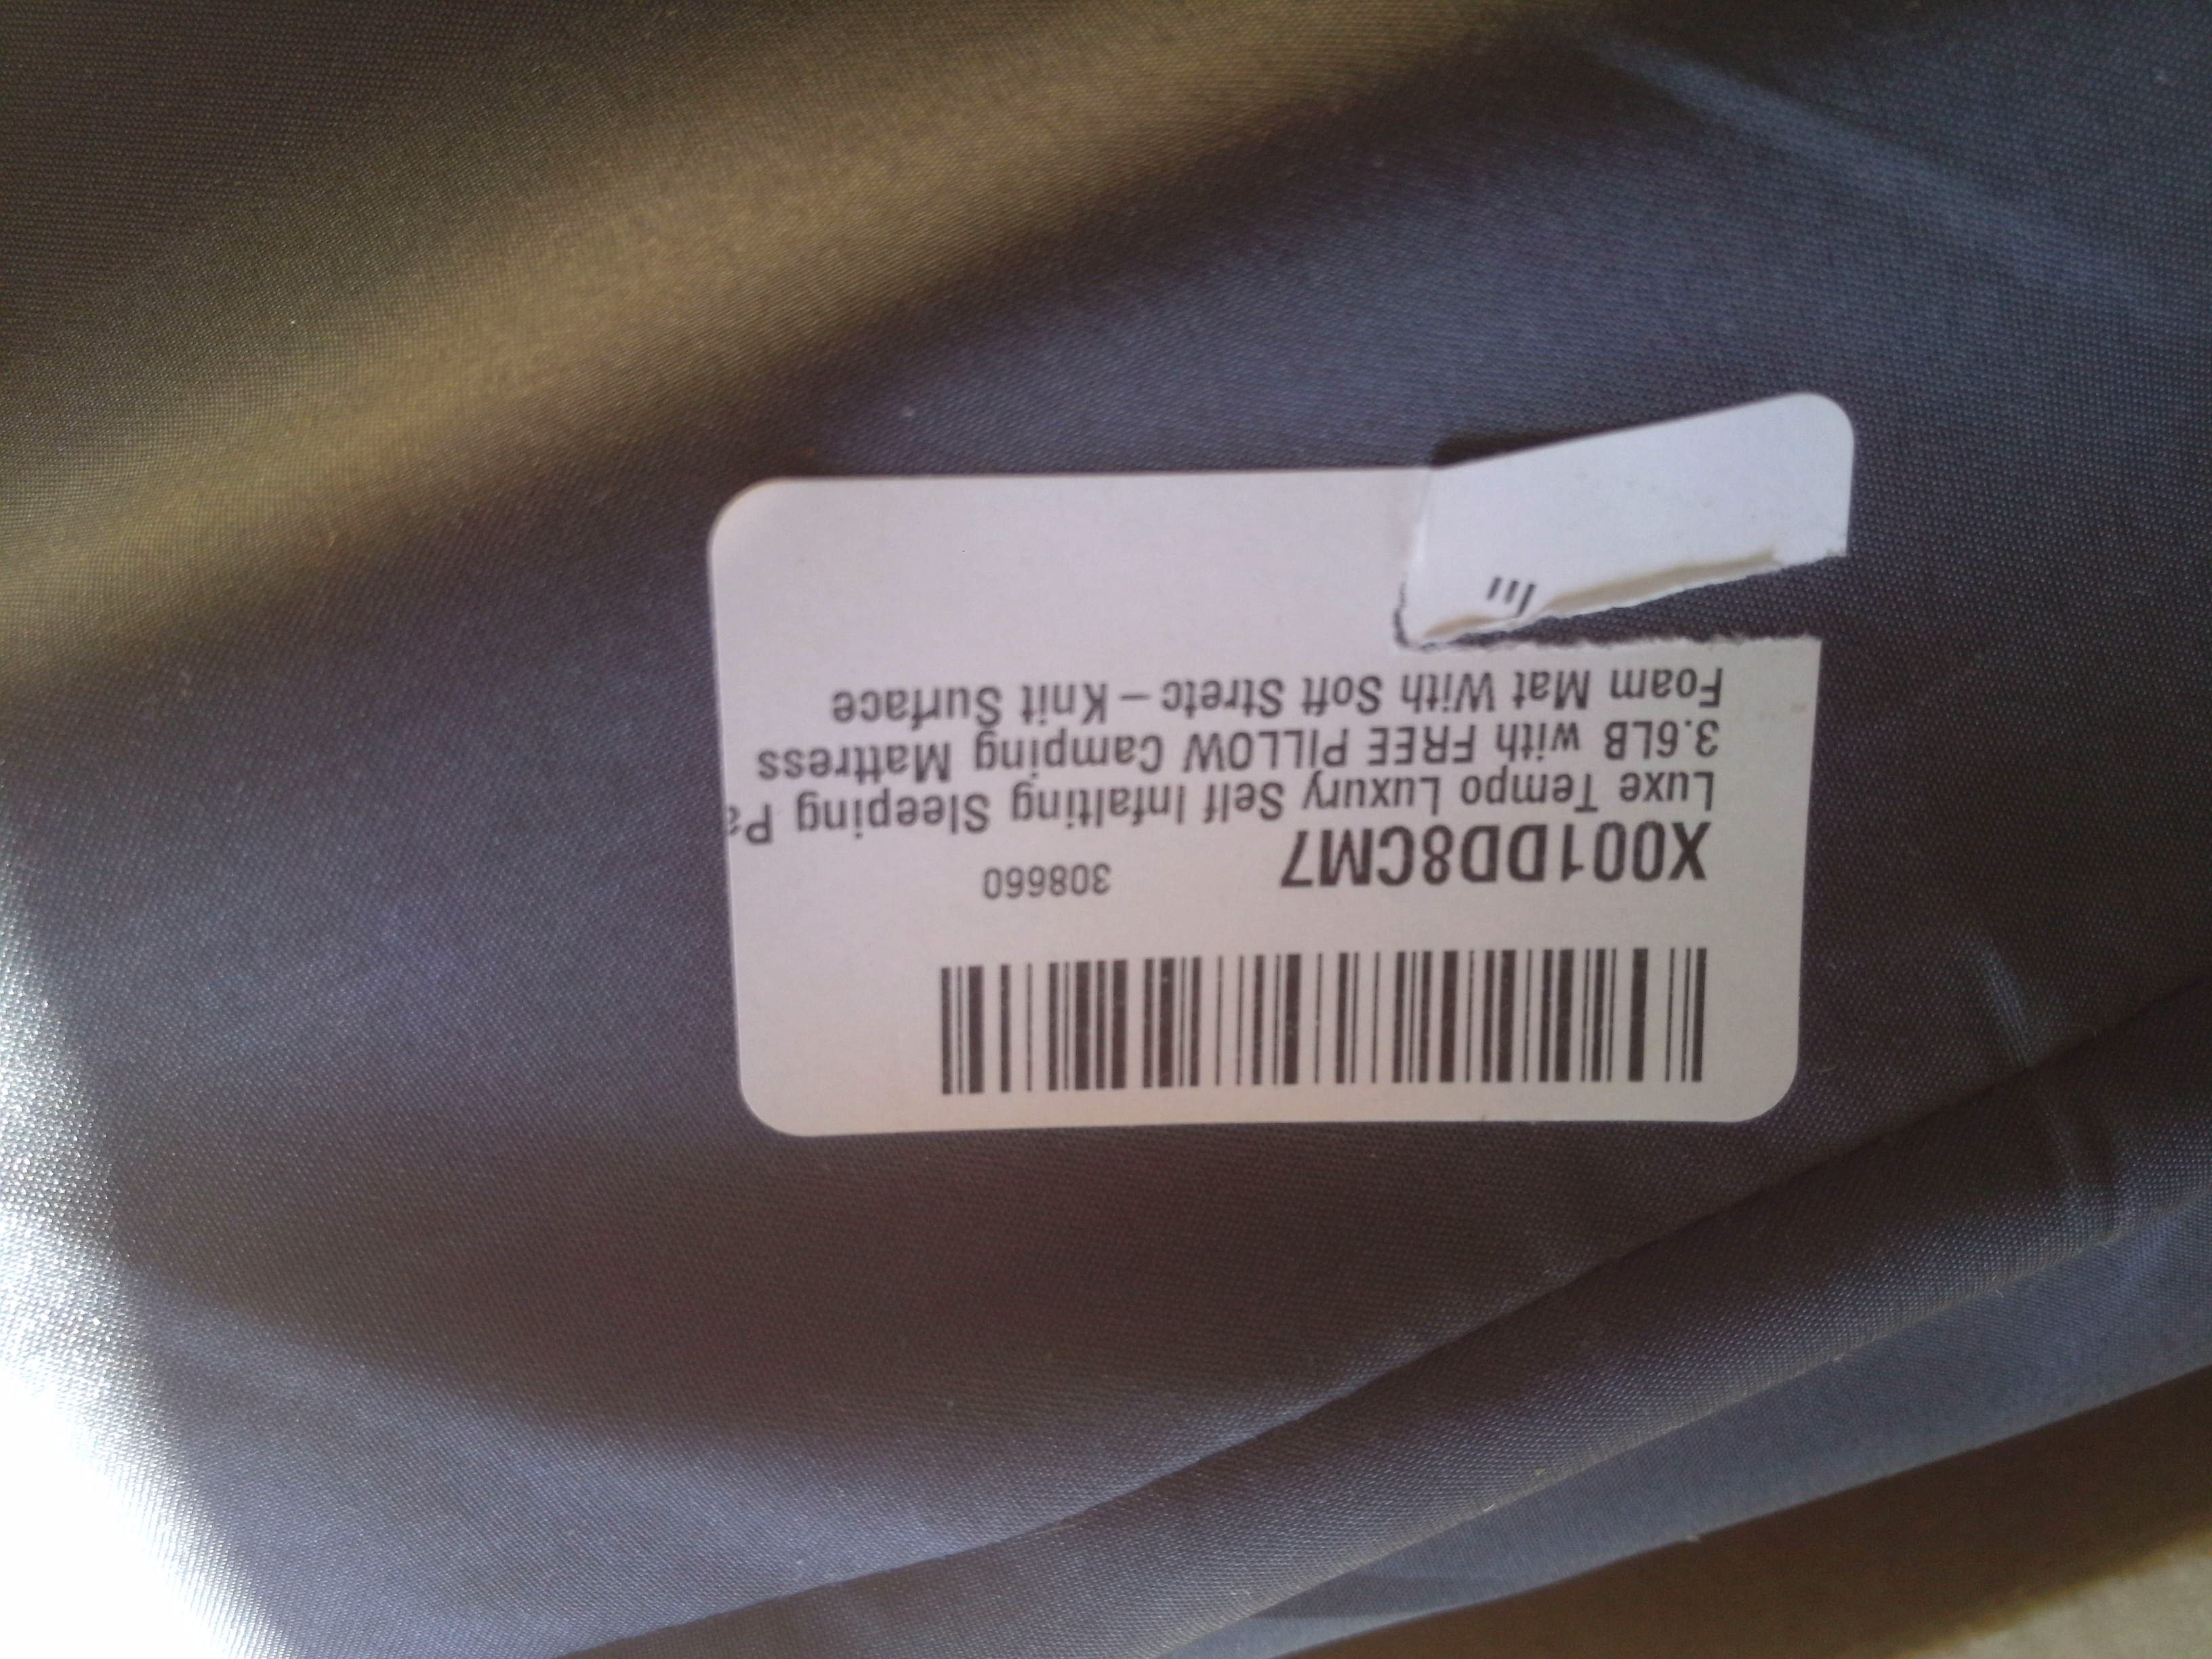 X001DD8CM7 308660
Luxe Tempo Luxury Self Infalting Sleeping Pa
3.6LB with FREE PILLOW Camping Mattress
Foam Mat With Soft Stretc – Knit Surface